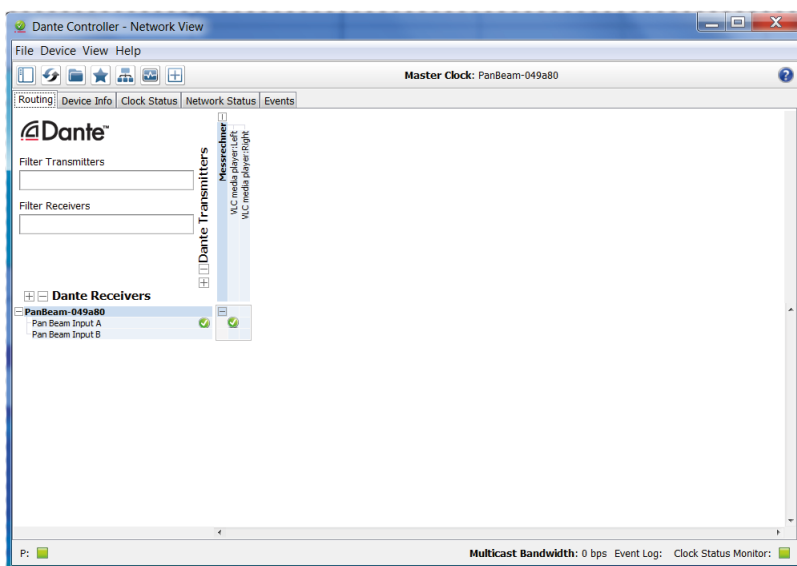 Dante Controller - Network View
File Device View Help
Master Clock: PanBeam-049a80
Routing Device Info Clock Status Network Status Events
Dante™
Filter Transmitters
Filter Receivers
Dante Transmitters
Messrechner
VLC media player:Left
VLC media player:Right
Dante Receivers
PanBeam-049a80
Pan Beam Input A
Pan Beam Input B
P:
Multicast Bandwidth: 0 bps Event Log: Clock Status Monitor: